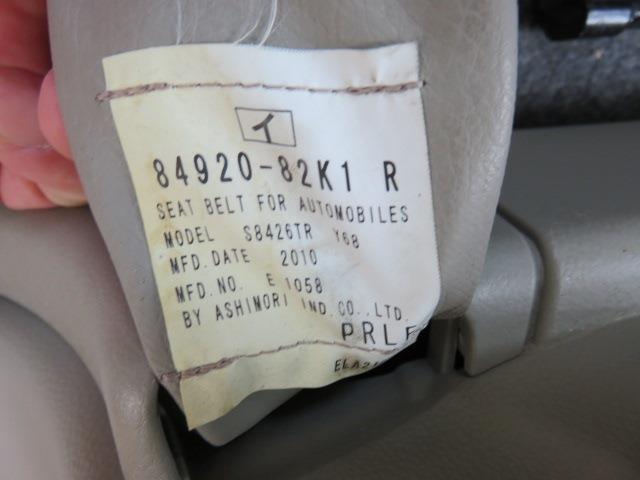 イ
84920-82K1 R
SEAT BELT FOR AUTOMOBILES
MODEL S8426TR Y68
MFD. DATE 2010
MFD. NO. E 1058
BY ASHIMORI IND. CO., LTD.
PRLF